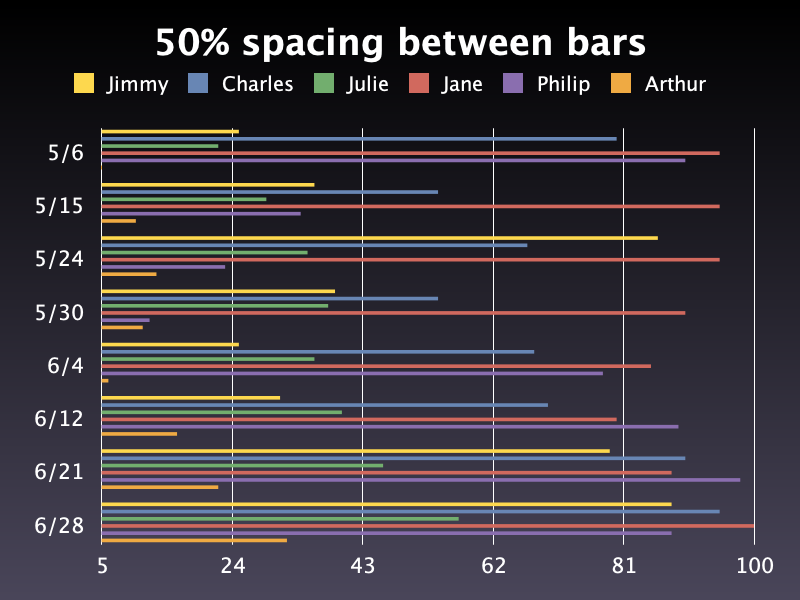 50% spacing between bars
Jimmy Charles Julie Jane Philip Arthur
5/6
5/15
5/24
5/30
6/4
6/12
6/21
6/28
5 24 43 62 81 100